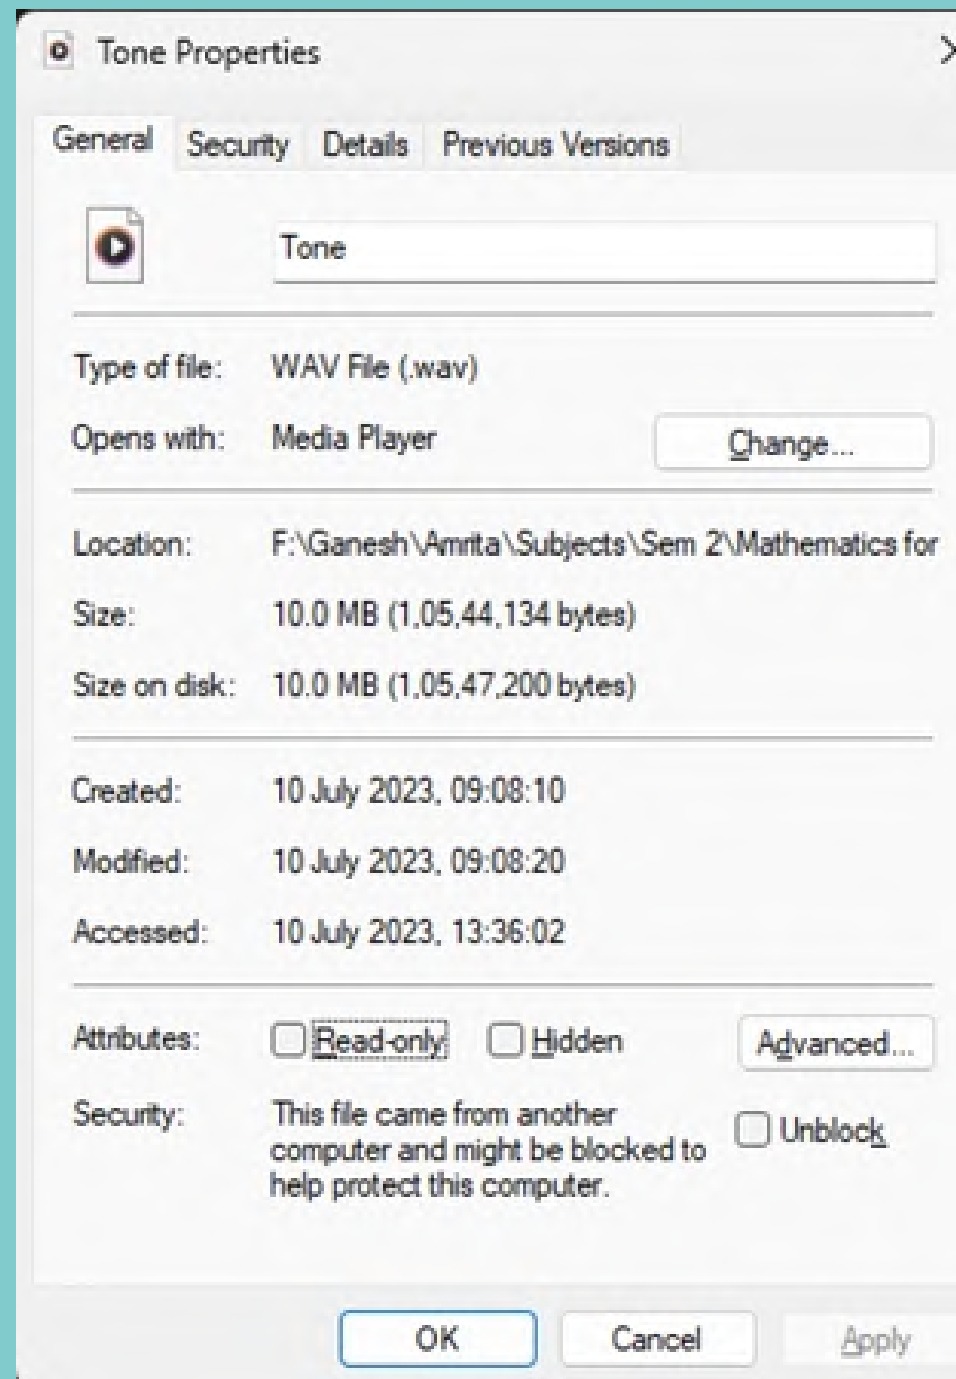 Tone Properties
General Security Details Previous Versions
Tone
Type of file: WAV File (.wav)
Opens with: Media Player Change...
Location: F:\Ganesh\Amrita\Subjects\Sem 2\Mathematics for
Size: 10.0 MB (1,05,44,134 bytes)
Size on disk: 10.0 MB (1,05,47,200 bytes)
Created: 10 July 2023, 09:08:10
Modified: 10 July 2023, 09:08:20
Accessed: 10 July 2023, 13:36:02
Attributes: Read-only Hidden Advanced...
Security: This file came from another
computer and might be blocked to Unblock
help protect this computer.
OK Cancel Apply